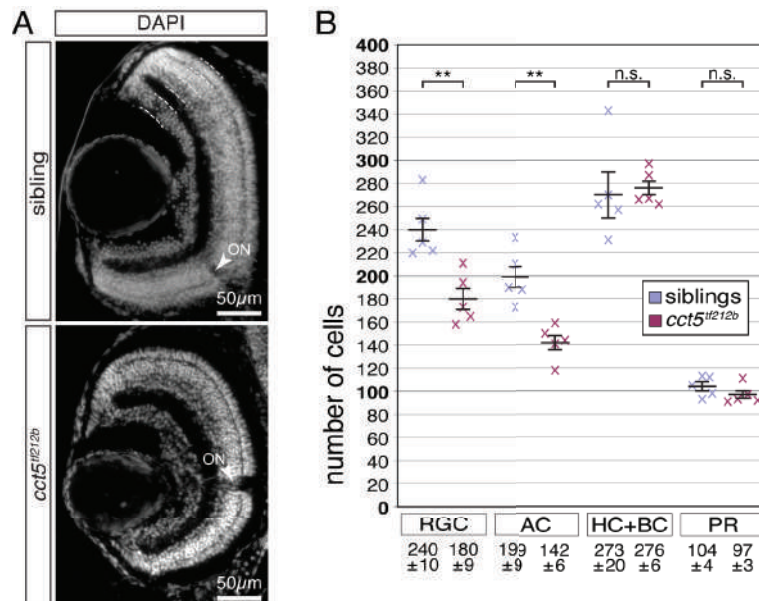 A
DAPI
sibling
ON
50µm
cct5tf212b
ON
50µm
B
number of cells
400
380
360
340
320
300
280
260
240
220
200
180
160
140
120
100
80
60
40
20
0
** ** n.s. n.s.
siblings
cct5tf212b
RGC AC HC+BC PR
240 180 199 142 273 276 104 97
±10 ±9 ±9 ±6 ±20 ±6 ±4 ±3